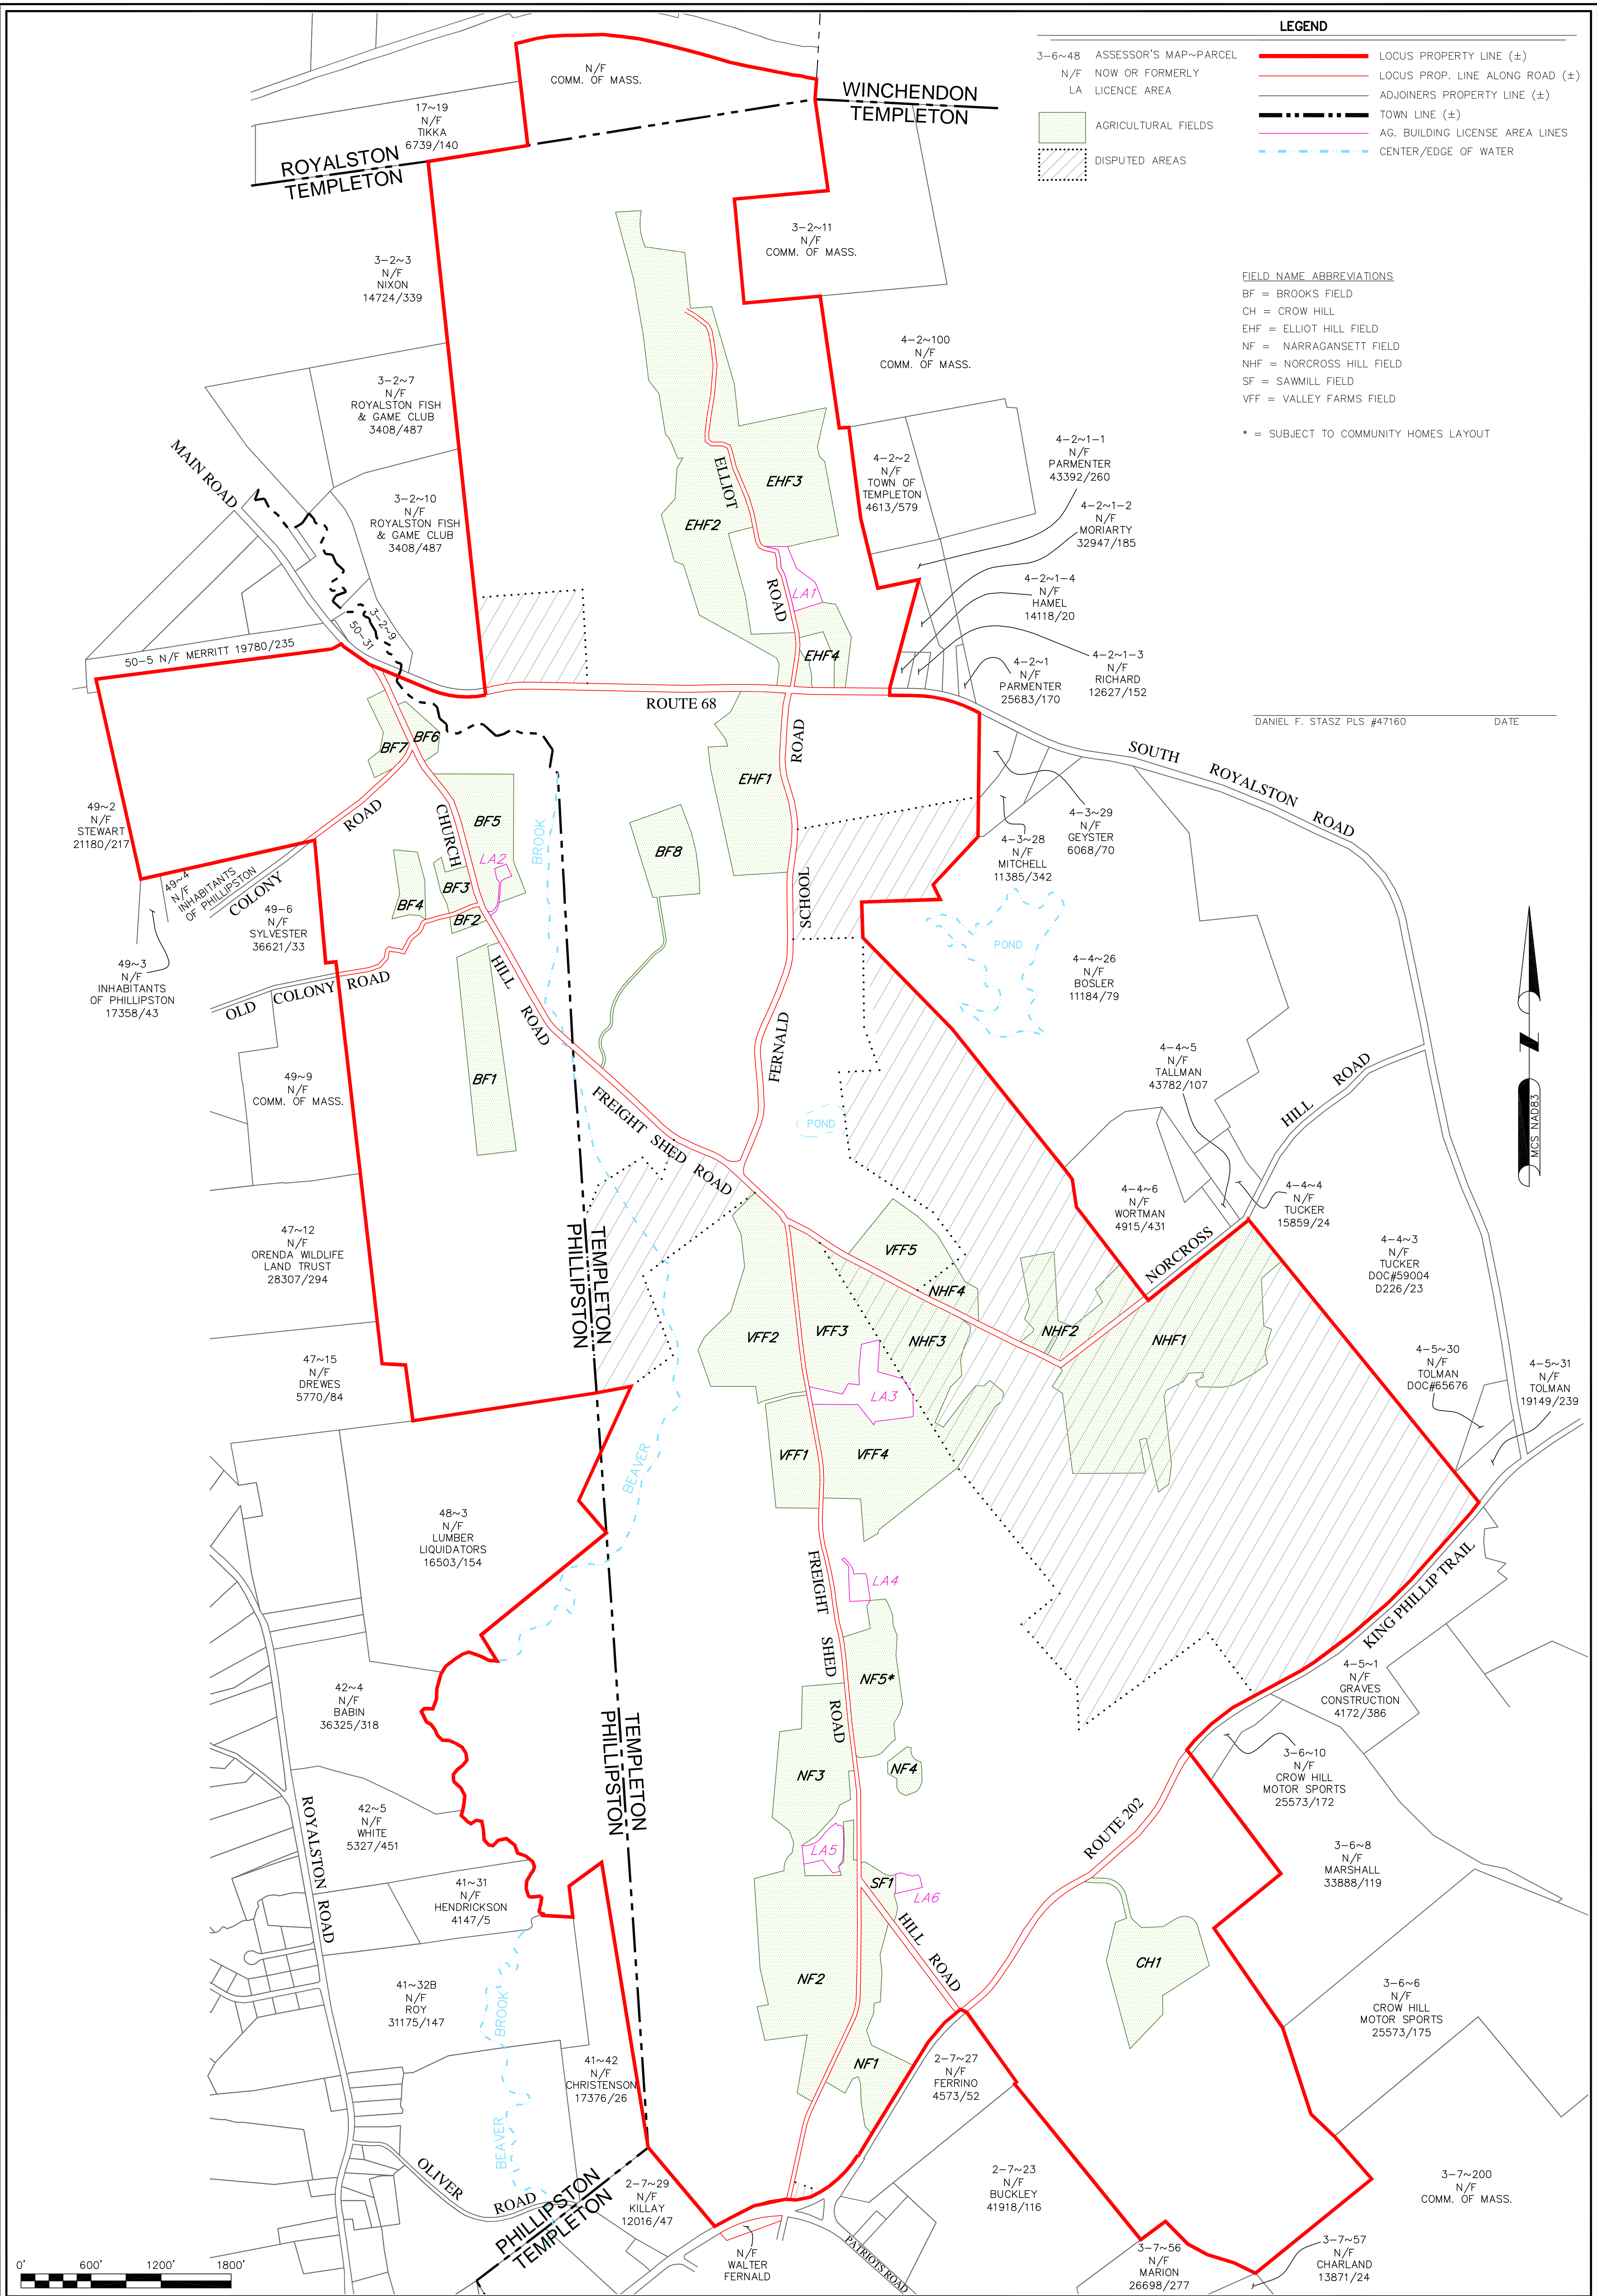 LEGEND
3-6~48 ASSESSOR'S MAP~PARCEL
N/F NOW OR FORMERLY
LA LICENCE AREA
AGRICULTURAL FIELDS
DISPUTED AREAS
LOCUS PROPERTY LINE (±)
LOCUS PROP. LINE ALONG ROAD (±)
ADJOINERS PROPERTY LINE (±)
TOWN LINE (±)
AG. BUILDING LICENSE AREA LINES
CENTER/EDGE OF WATER
FIELD NAME ABBREVIATIONS
BF = BROOKS FIELD
CH = CROW HILL
EHF = ELLIOT HILL FIELD
NF = NARRAGANSETT FIELD
NHF = NORCROSS HILL FIELD
SF = SAWMILL FIELD
VFF = VALLEY FARMS FIELD
* = SUBJECT TO COMMUNITY HOMES LAYOUT
DANIEL F. STASZ PLS #47160 DATE
N/F
COMM. OF MASS.
WINCHENDON
TEMPLETON
17~19
N/F
TIKKA
6739/140
ROYALSTON
TEMPLETON
3-2~11
N/F
COMM. OF MASS.
3-2~3
N/F
NIXON
14724/339
4-2~100
N/F
COMM. OF MASS.
3-2~7
N/F
ROYALSTON FISH
& GAME CLUB
3408/487
3-2~10
N/F
ROYALSTON FISH
& GAME CLUB
3408/487
MAIN ROAD
3-2~9
50-31
50-5 N/F MERRITT 19780/235
4-2~2
N/F
TOWN OF
TEMPLETON
4613/579
4-2~1-1
N/F
PARMENTER
43392/260
4-2~1-2
N/F
MORIARTY
32947/185
4-2~1-4
N/F
HAMEL
14118/20
4-2~1-3
N/F
RICHARD
12627/152
4-2~1
N/F
PARMENTER
25683/170
ELLIOT
ROAD
EHF3
EHF2
LA1
EHF4
ROUTE 68
ROAD
EHF1
SOUTH ROYALSTON ROAD
BF7
BF6
ROAD
CHURCH
BF5
LA2
BF3
BF4
BF2
BROOK
BF8
SCHOOL
49~2
N/F
STEWART
21180/217
49~4
N/F
INHABITANTS
OF PHILLIPSTON
COLONY
49-6
N/F
SYLVESTER
36621/33
49~3
N/F
INHABITANTS
OF PHILLIPSTON
17358/43
4-3~29
N/F
GEYSTER
6068/70
4-3~28
N/F
MITCHELL
11385/342
POND
4-4~26
N/F
BOSLER
11184/79
OLD COLONY ROAD
HILL
ROAD
BF1
FERNALD
49~9
N/F
COMM. OF MASS.
FREIGHT SHED ROAD
POND
4-4~5
N/F
TALLMAN
43782/107
HILL ROAD
MCS NAD83
4-4~6
N/F
WORTMAN
4915/431
4-4~4
N/F
TUCKER
15859/24
NORCROSS
47~12
N/F
ORENDA WILDLIFE
LAND TRUST
28307/294
TEMPLETON
PHILLIPSTON
VFF5
NHF4
4-4~3
N/F
TUCKER
DOC#59004
D226/23
VFF2
VFF3
NHF3
NHF2
NHF1
47~15
N/F
DREWES
5770/84
LA3
4-5~30
N/F
TOLMAN
DOC#65676
4-5~31
N/F
TOLMAN
19149/239
VFF1
VFF4
BEAVER
48~3
N/F
LUMBER
LIQUIDATORS
16503/154
FREIGHT
SHED
ROAD
LA4
KING PHILLIP TRAIL
NF5*
4-5~1
N/F
GRAVES
CONSTRUCTION
4172/386
42~4
N/F
BABIN
36325/318
TEMPLETON
PHILLIPSTON
NF3
NF4
3-6~10
N/F
CROW HILL
MOTOR SPORTS
25573/172
42~5
N/F
WHITE
5327/451
ROYALSTON ROAD
ROUTE 202
LA5
SF1
LA6
3-6~8
N/F
MARSHALL
33888/119
41~31
N/F
HENDRICKSON
4147/5
HILL
ROAD
CH1
NF2
41~32B
N/F
ROY
31175/147
BROOK
BEAVER
3-6~6
N/F
CROW HILL
MOTOR SPORTS
25573/175
41~42
N/F
CHRISTENSON
17376/26
NF1
2-7~27
N/F
FERRINO
4573/52
OLIVER
ROAD
PHILLIPSTON
TEMPLETON
2-7~29
N/F
KILLAY
12016/47
2-7~23
N/F
BUCKLEY
41918/116
3-7~200
N/F
COMM. OF MASS.
N/F
WALTER
FERNALD
PATRIOTS ROAD
3-7~56
N/F
MARION
26698/277
3-7~57
N/F
CHARLAND
13871/24
0' 600' 1200' 1800'